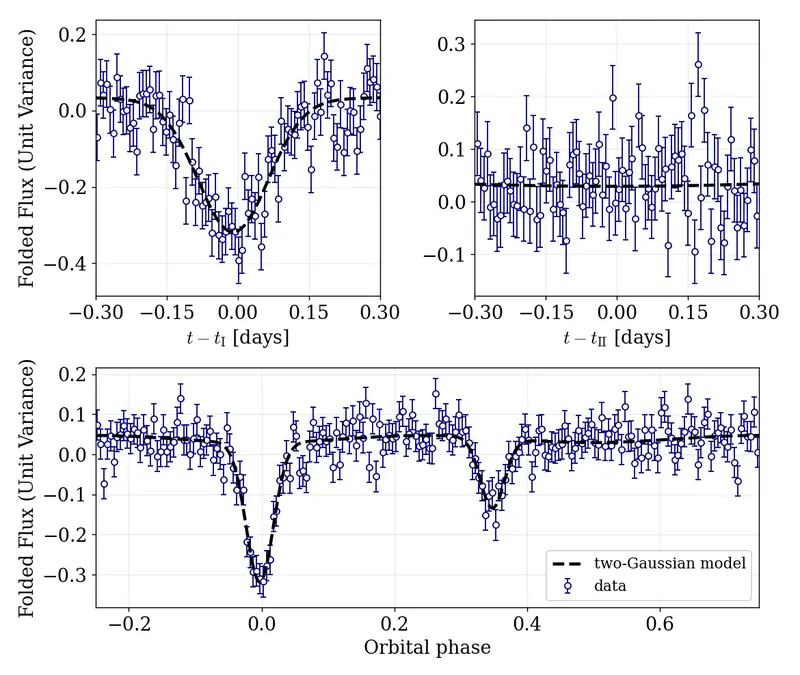 Folded Flux (Unit Variance)
0.2
0.0
−0.2
−0.4
−0.30 −0.15 0.00 0.15 0.30
t − tI [days]
0.3
0.2
0.1
0.0
−0.1
−0.30 −0.15 0.00 0.15 0.30
t − tII [days]
Folded Flux (Unit Variance)
0.2
0.1
0.0
−0.1
−0.2
−0.3
−0.2 0.0 0.2 0.4 0.6
Orbital phase
two-Gaussian model
data